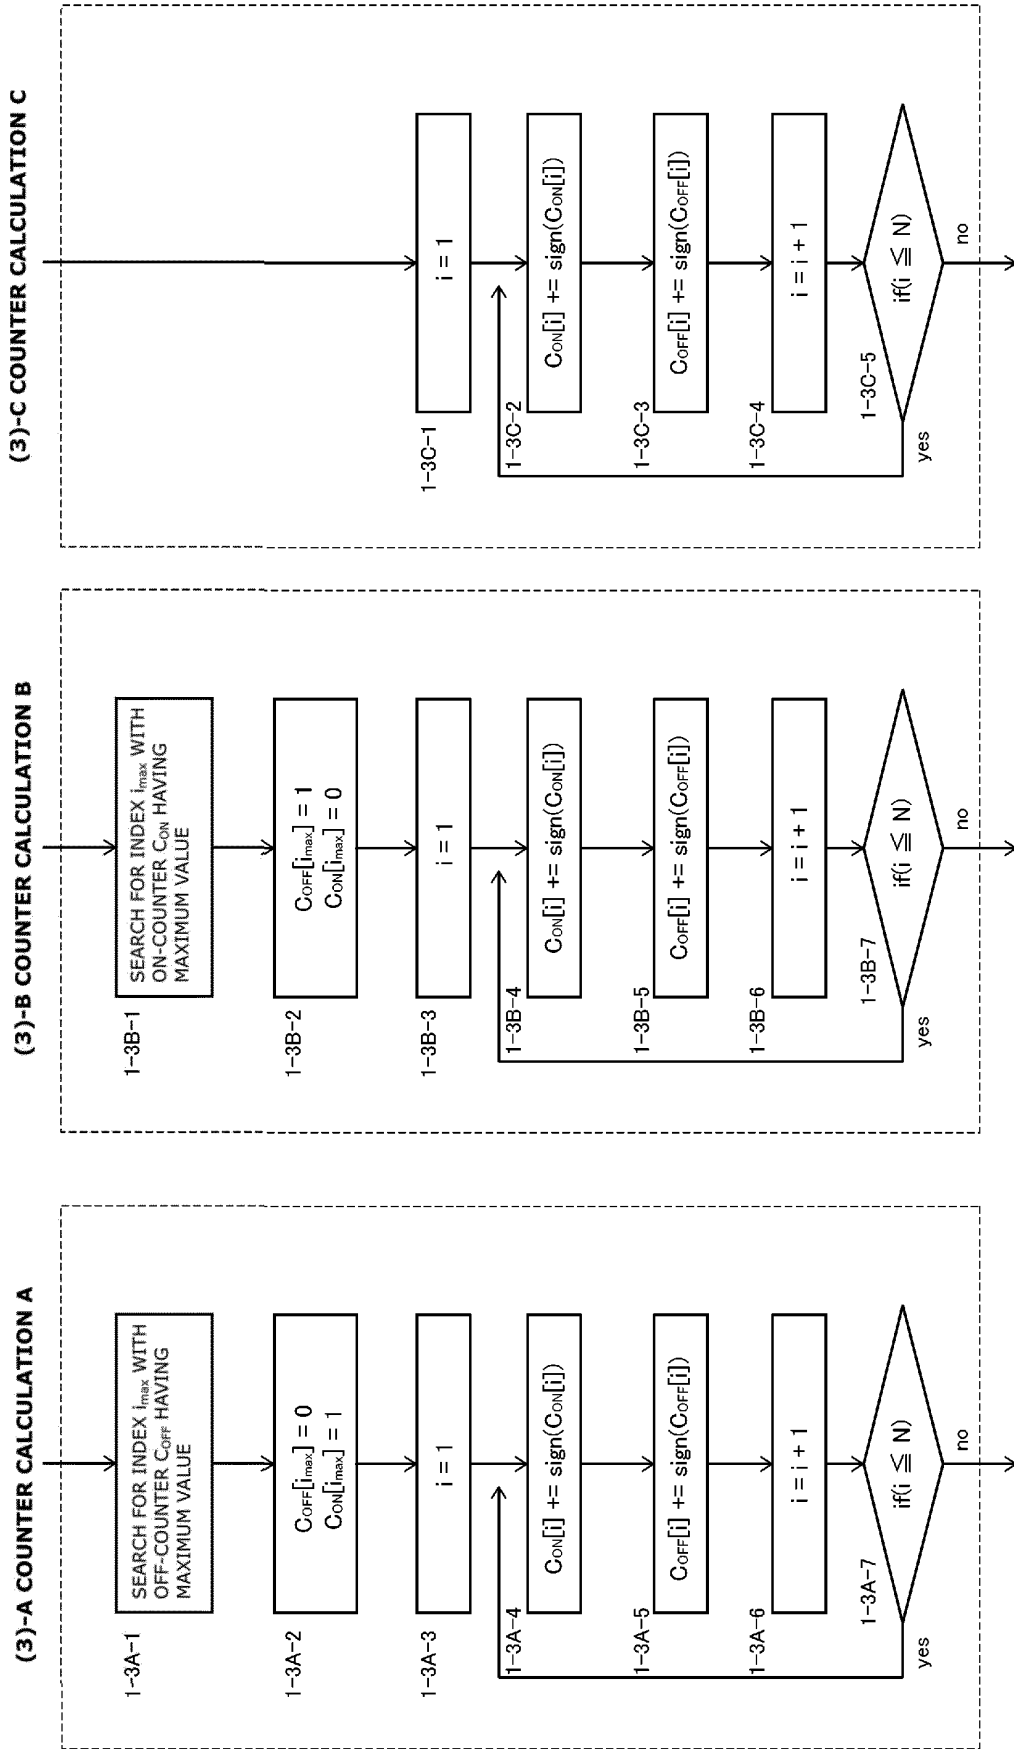 (3)-A COUNTER CALCULATION A
1-3A-1
SEARCH FOR INDEX imax WITH
OFF-COUNTER COFF HAVING
MAXIMUM VALUE
1-3A-2
COFF[imax] = 0
CON[imax] = 1
1-3A-3
i = 1
1-3A-4
CON[i] += sign(CON[i])
1-3A-5
COFF[i] += sign(COFF[i])
1-3A-6
i = i + 1
1-3A-7
if(i ≦ N)
yes
no
(3)-B COUNTER CALCULATION B
1-3B-1
SEARCH FOR INDEX imax WITH
ON-COUNTER CON HAVING
MAXIMUM VALUE
1-3B-2
COFF[imax] = 1
CON[imax] = 0
1-3B-3
i = 1
1-3B-4
CON[i] += sign(CON[i])
1-3B-5
COFF[i] += sign(COFF[i])
1-3B-6
i = i + 1
1-3B-7
if(i ≦ N)
yes
no
(3)-C COUNTER CALCULATION C
1-3C-1
i = 1
1-3C-2
CON[i] += sign(CON[i])
1-3C-3
COFF[i] += sign(COFF[i])
1-3C-4
i = i + 1
1-3C-5
if(i ≦ N)
yes
no